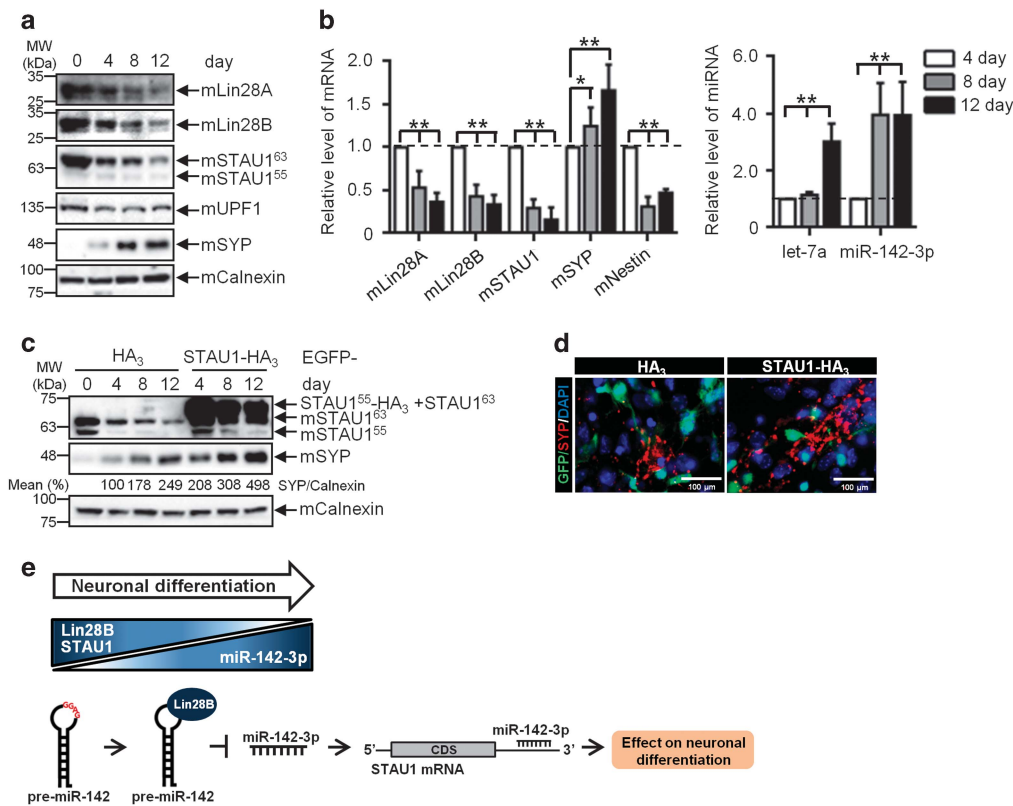 a
MW
(kDa)
0 4 8 12 day
35
25
mLin28A
35
25
mLin28B
63
mSTAU1⁶³
mSTAU1⁵⁵
135
mUPF1
48
mSYP
100
75
mCalnexin
b
Relative level of mRNA
2.0
1.5
1.0
0.5
0
** ** ** * ** **
mLin28A mLin28B mSTAU1 mSYP mNestin
Relative level of miRNA
6.0
4.0
2.0
0
** **
let-7a miR-142-3p
4 day
8 day
12 day
c
HA₃ STAU1-HA₃ EGFP-
MW
(kDa)
0 4 8 12 4 8 12 day
75
63
STAU1⁵⁵-HA₃ +STAU1⁶³
mSTAU1⁶³
mSTAU1⁵⁵
48
mSYP
Mean (%) 100 178 249 208 308 498 SYP/Calnexin
100
75
mCalnexin
d
HA₃ STAU1-HA₃
GFP/SYP/DAPI
100 µm 100 µm
e
Neuronal differentiation
Lin28B
STAU1
miR-142-3p
GGAG
Lin28B
pre-miR-142
pre-miR-142
miR-142-3p
miR-142-3p
5’ CDS 3’
STAU1 mRNA
Effect on neuronal
differentiation